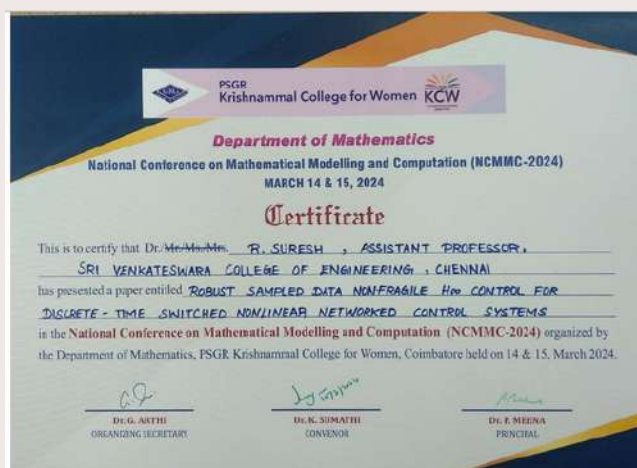 PSGR
Krishnammal College for Women KCW
Department of Mathematics
National Conference on Mathematical Modelling and Computation (NCMMC-2024)
MARCH 14 & 15, 2024
Certificate
This is to certify that Dr./Mr./Ms./Mrs. R. SURESH , ASSISTANT PROFESSOR,
SRI VENKATESWARA COLLEGE OF ENGINEERING , CHENNAI
has presented a paper entitled ROBUST SAMPLED DATA NONFRAGILE H∞ CONTROL FOR
DISCRETE - TIME SWITCHED NONLINEAR NETWORKED CONTROL SYSTEMS
in the National Conference on Mathematical Modelling and Computation (NCMMC-2024) organized by
the Department of Mathematics, PSGR Krishnammal College for Women, Coimbatore held on 14 & 15, March 2024.
Dr. G. ARTHI
ORGANIZING SECRETARY
Dr. K. SUMATHI
CONVENOR
Dr. P. MEENA
PRINCIPAL